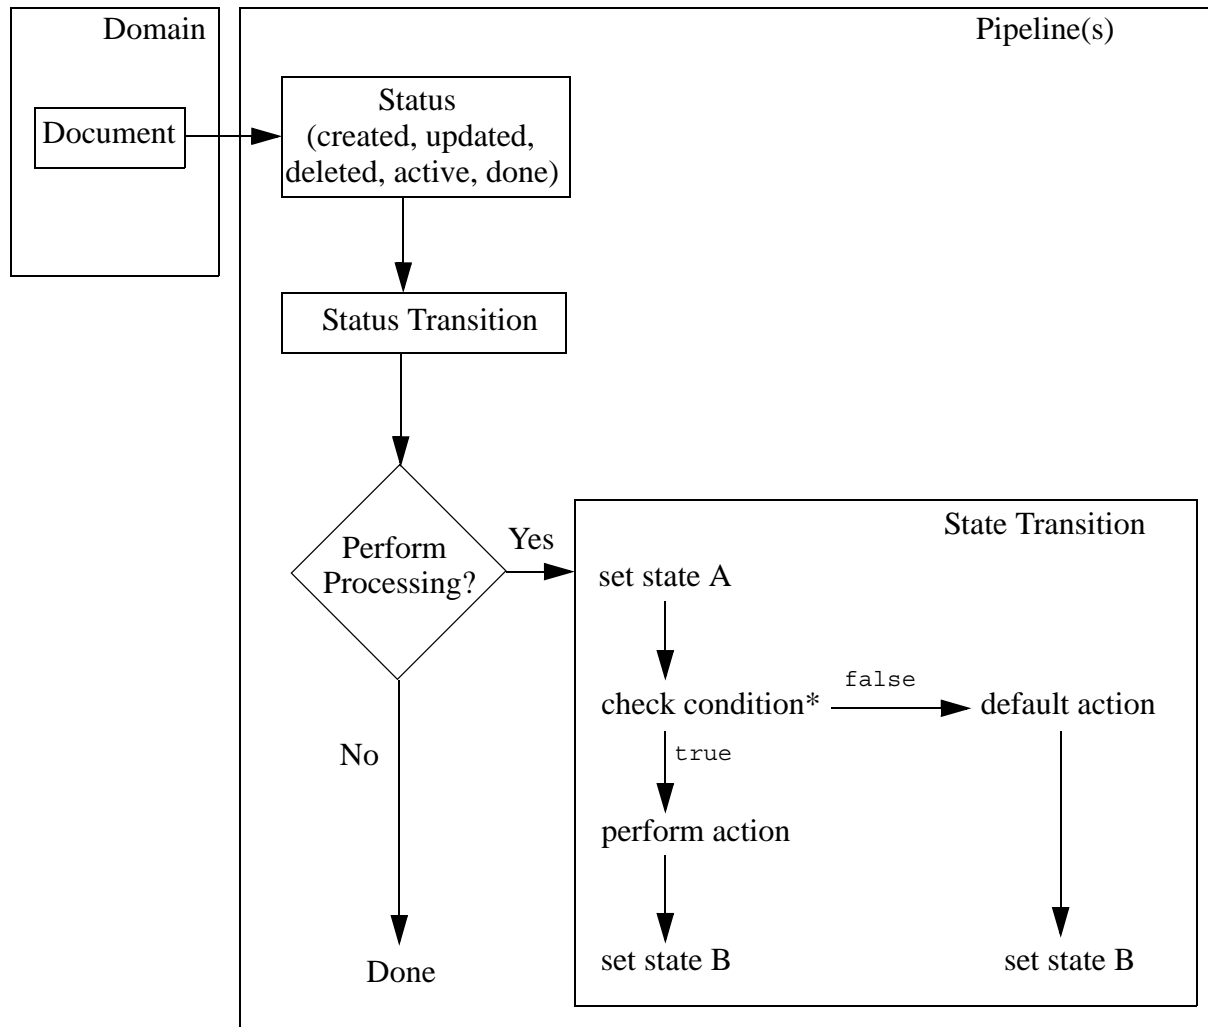 Domain
Pipeline(s)
Document
Status
(created, updated,
deleted, active, done)
Status Transition
Perform
Processing?
Yes
No
Done
State Transition
set state A
check condition*
false
default action
true
perform action
set state B
set state B